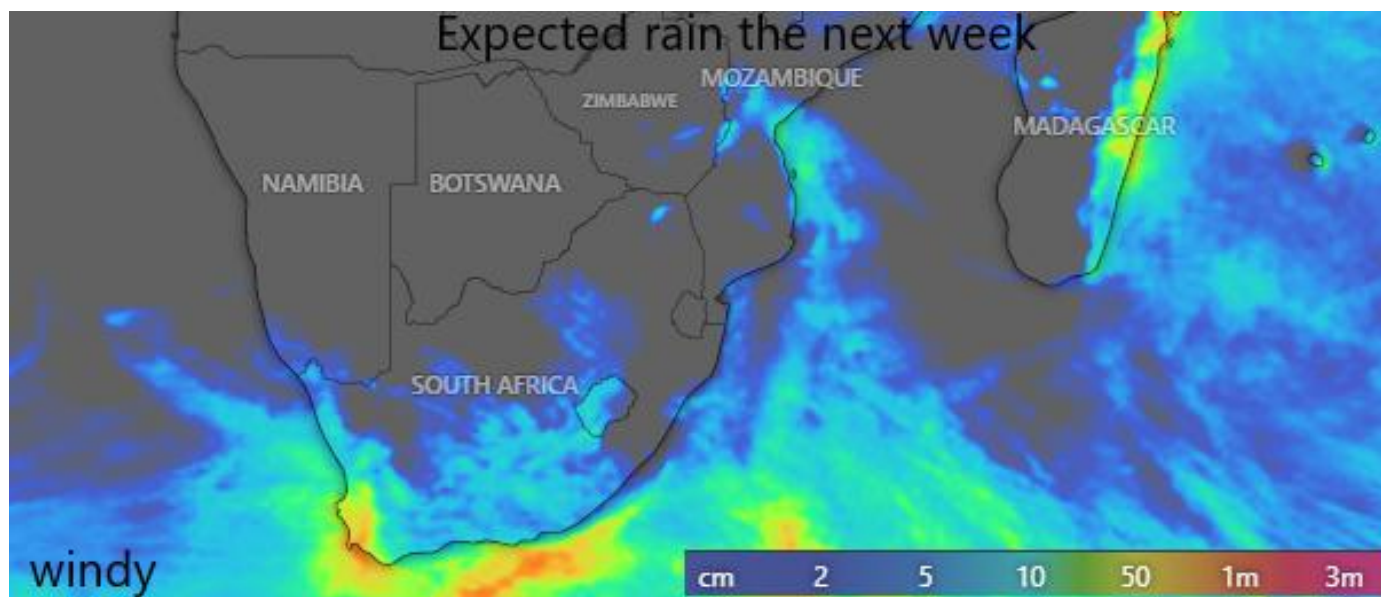 Expected rain the next week
MOZAMBIQUE
ZIMBABWE
MADAGASCAR
NAMIBIA
BOTSWANA
SOUTH AFRICA
windy
cm 2 5 10 50 1m 3m